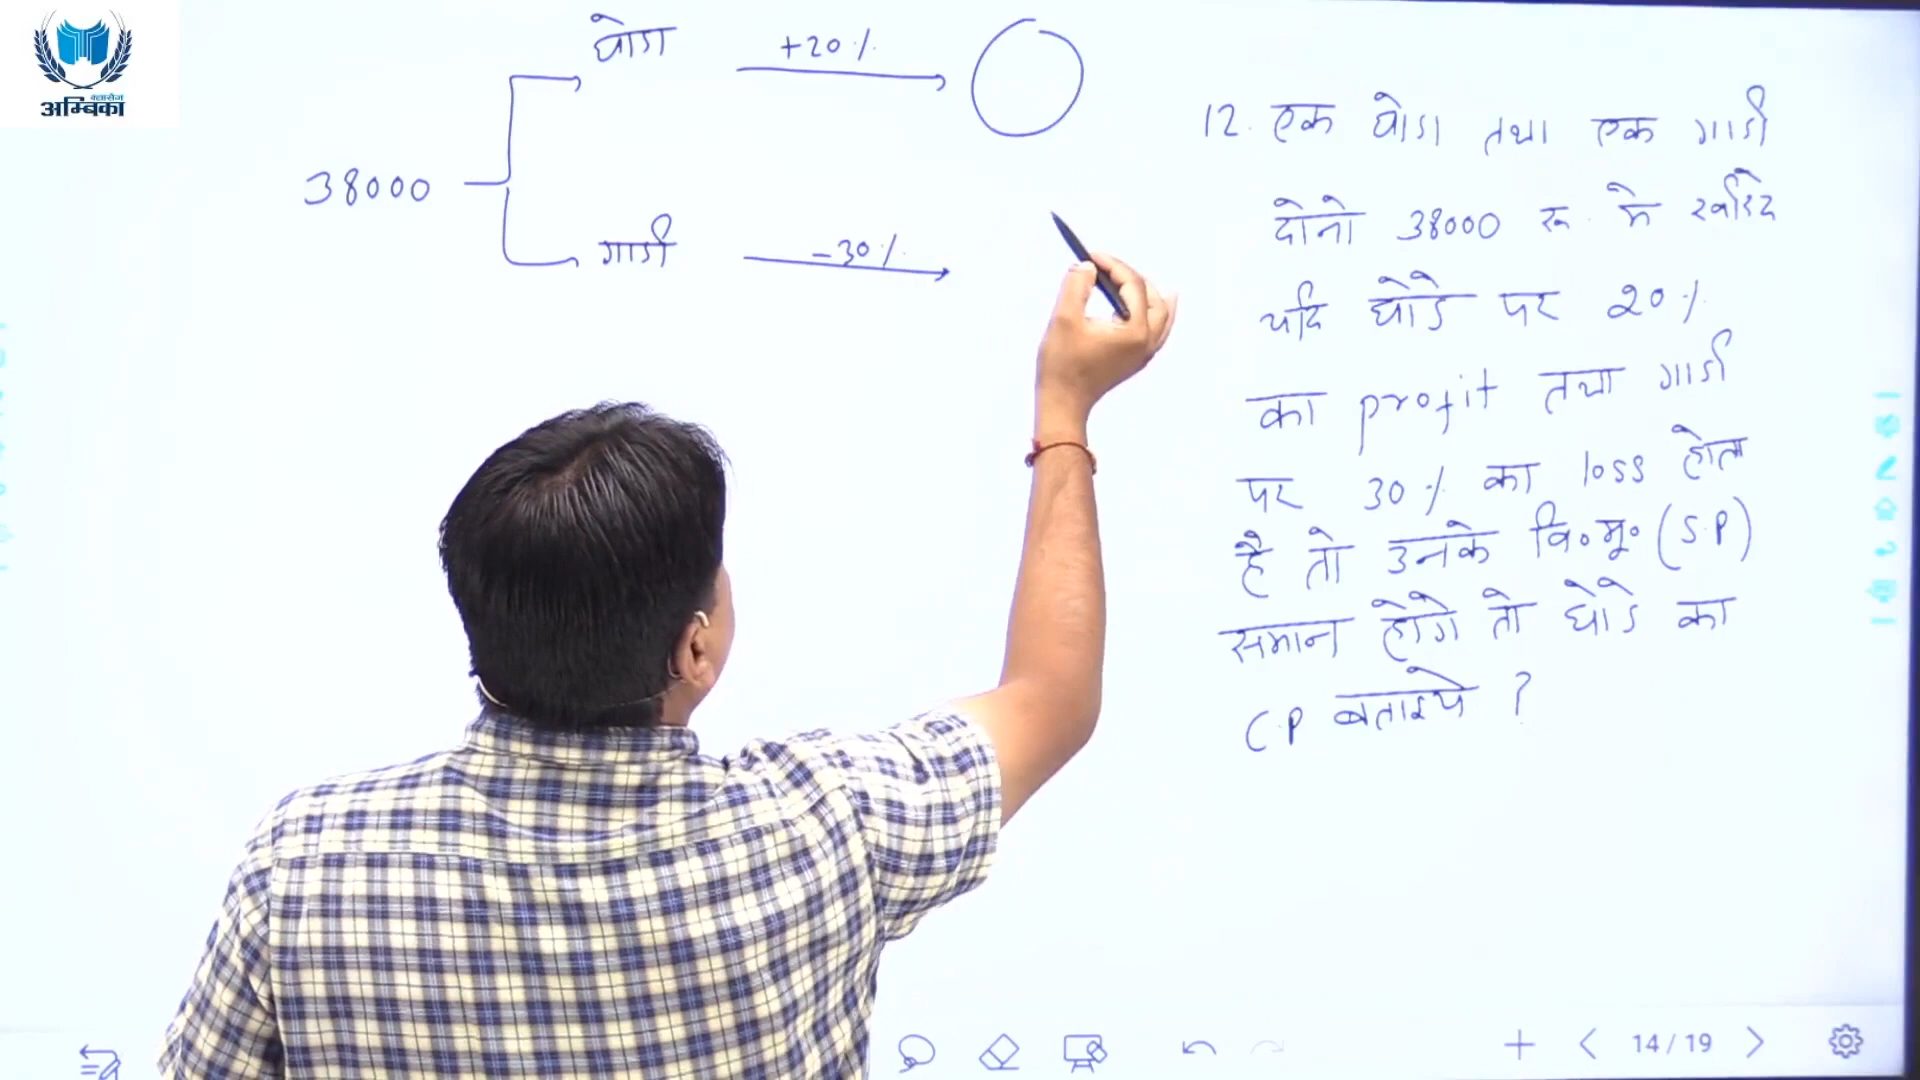 क्लासेज
अम्बिका
घोडा +20%
38000
गाडी -30%
12. एक घोडा तथा एक गाडी
दोनो 38000 रू. मे खरीदे
यदि घोडे पर 20%
का profit तथा गाडी
पर 30% का loss होता
है तो उनके वि०मू० (S.P)
समान होगे तो घोडे का
C.P बताइये ?
14/19